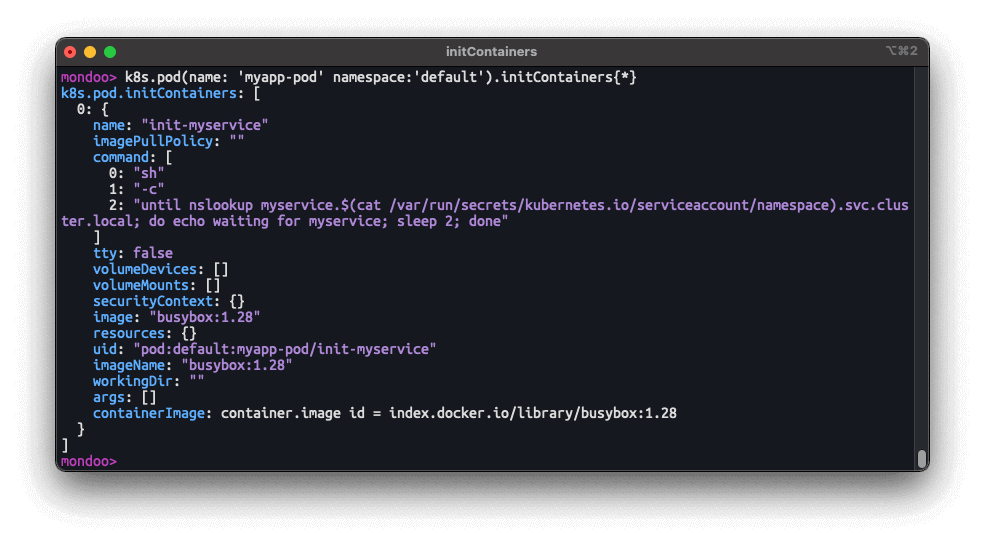 initContainers
⌥⌘2
mondoo> k8s.pod(name: 'myapp-pod' namespace:'default').initContainers{*}
k8s.pod.initContainers: [
  0: {
    name: "init-myservice"
    imagePullPolicy: ""
    command: [
      0: "sh"
      1: "-c"
      2: "until nslookup myservice.$(cat /var/run/secrets/kubernetes.io/serviceaccount/namespace).svc.clus
ter.local; do echo waiting for myservice; sleep 2; done"
    ]
    tty: false
    volumeDevices: []
    volumeMounts: []
    securityContext: {}
    image: "busybox:1.28"
    resources: {}
    uid: "pod:default:myapp-pod/init-myservice"
    imageName: "busybox:1.28"
    workingDir: ""
    args: []
    containerImage: container.image id = index.docker.io/library/busybox:1.28
  }
]
mondoo>